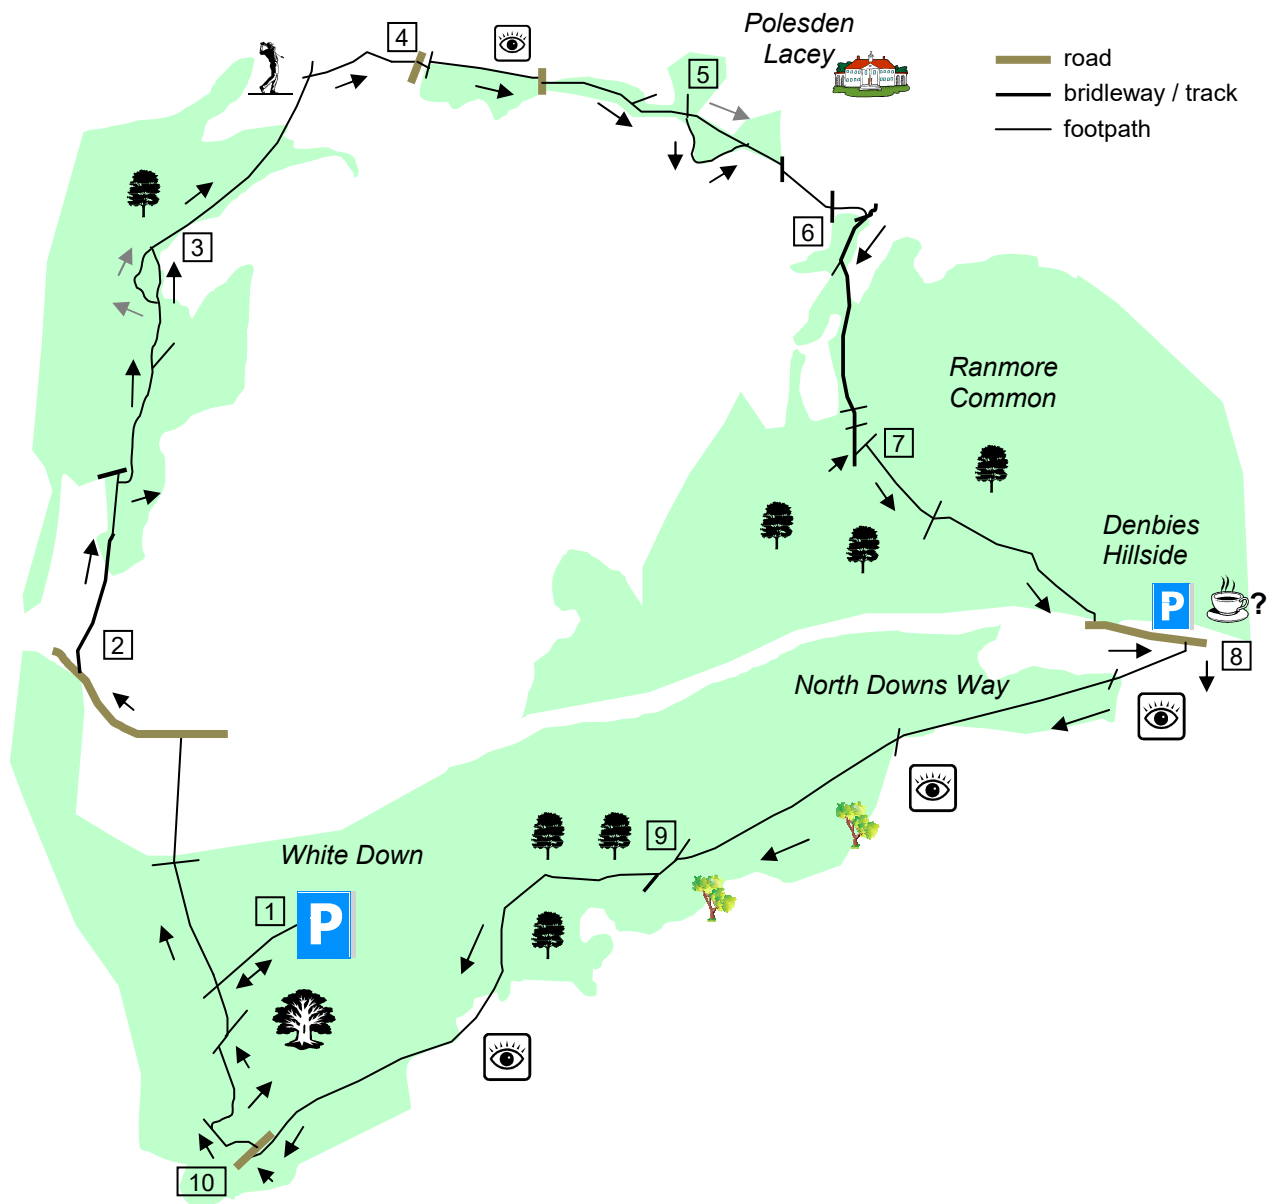 Polesden
Lacey
road
bridleway / track
footpath
4
5
3
6
Ranmore
Common
7
Denbies
Hillside
P
?
2
8
North Downs Way
9
White Down
1
P
10